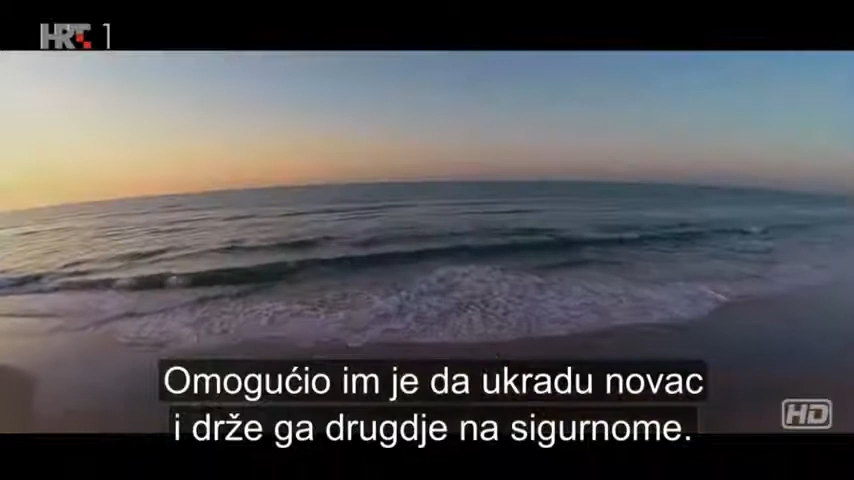 HRT 1
Omogućio im je da ukradu novac
i drže ga drugdje na sigurnome.
HD